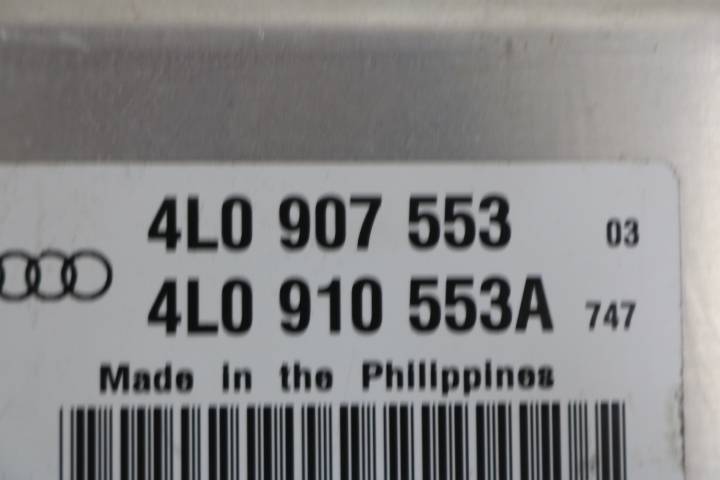 4L0 907 553 03
4L0 910 553A 747
Made in the Philippines